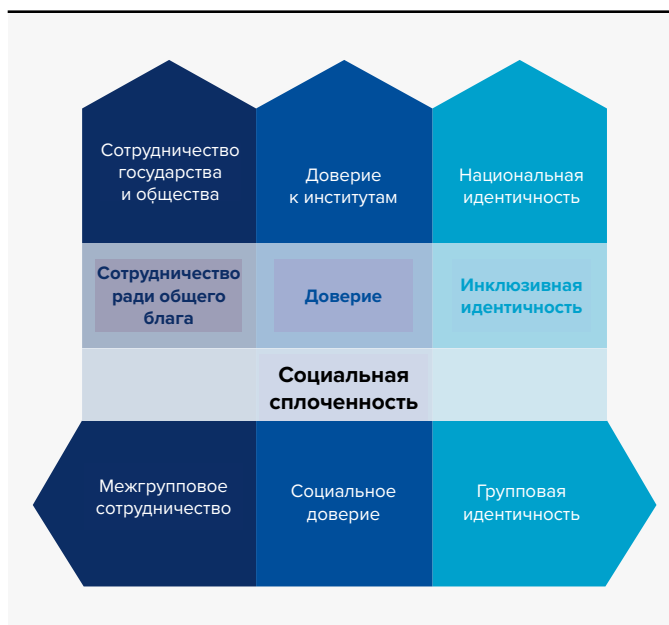 Сотрудничество
государства
и общества
Доверие
к институтам
Национальная
идентичность
Сотрудничество
ради общего
блага
Доверие
Инклюзивная
идентичность
Социальная
сплоченность
Межгрупповое
сотрудничество
Социальное
доверие
Групповая
идентичность